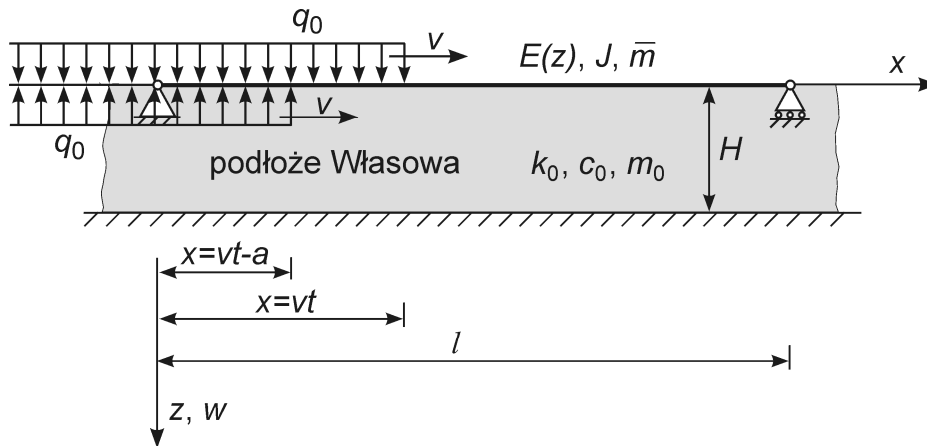 q₀
v
E(z), J, m̅
x
v
q₀
podłoże Własowa
k₀, c₀, m₀
H
x=vt-a
x=vt
l
z, w